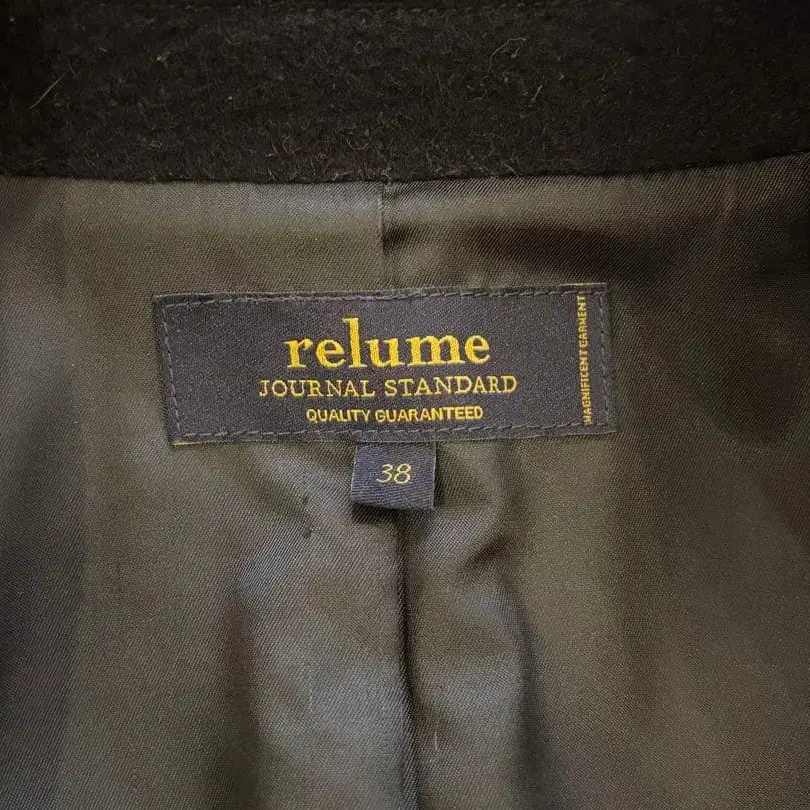 relume
JOURNAL STANDARD
QUALITY GUARANTEED
MAGNIFICENT GARMENT
38